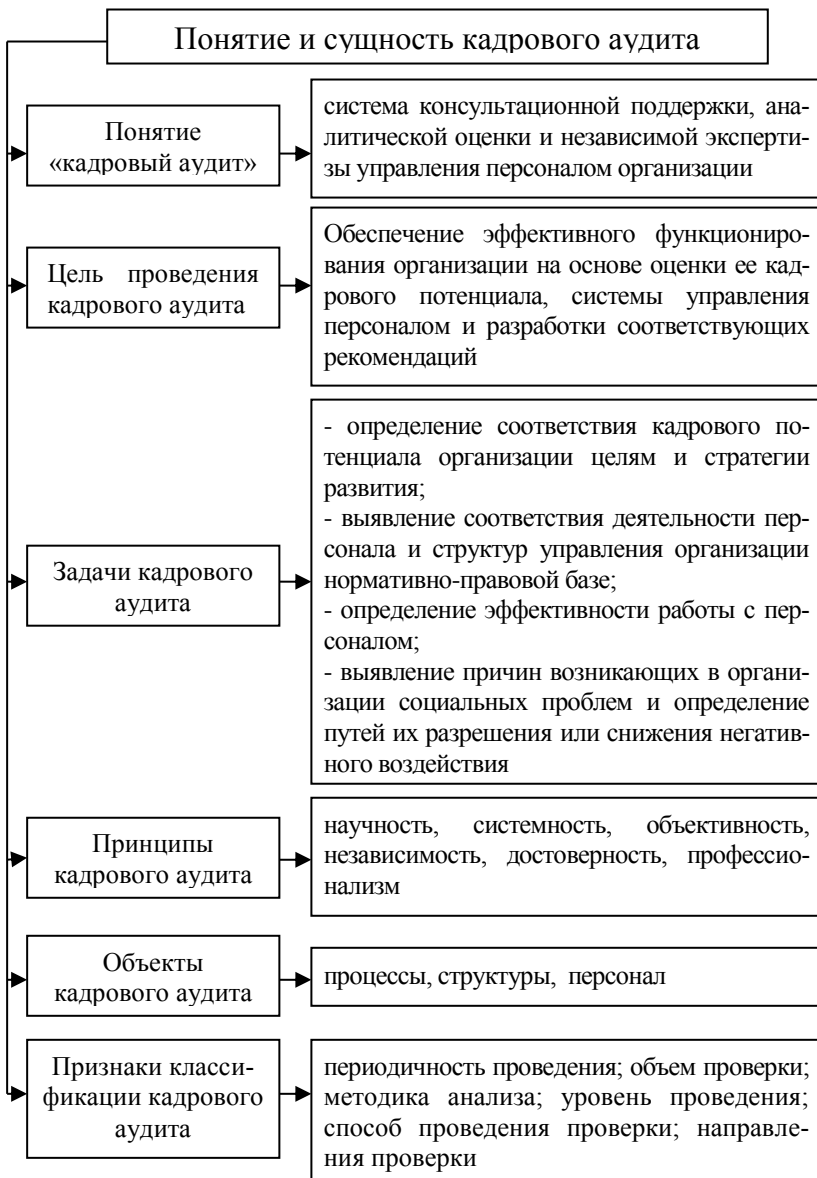 Понятие и сущность кадрового аудита
Понятие
«кадровый аудит»
система консультационной поддержки, ана-
литической оценки и независимой эксперти-
зы управления персоналом организации
Цель проведения
кадрового аудита
Обеспечение эффективного функциониро-
вания организации на основе оценки ее кад-
рового потенциала, системы управления
персоналом и разработки соответствующих
рекомендаций
Задачи кадрового
аудита
- определение соответствия кадрового по-
тенциала организации целям и стратегии
развития;
- выявление соответствия деятельности пер-
сонала и структур управления организации
нормативно-правовой базе;
- определение эффективности работы с пер-
соналом;
- выявление причин возникающих в органи-
зации социальных проблем и определение
путей их разрешения или снижения негатив-
ного воздействия
Принципы
кадрового аудита
научность, системность, объективность,
независимость, достоверность, профессио-
нализм
Объекты
кадрового аудита
процессы, структуры, персонал
Признаки класси-
фикации кадрового
аудита
периодичность проведения; объем проверки;
методика анализа; уровень проведения;
способ проведения проверки; направле-
ния проверки